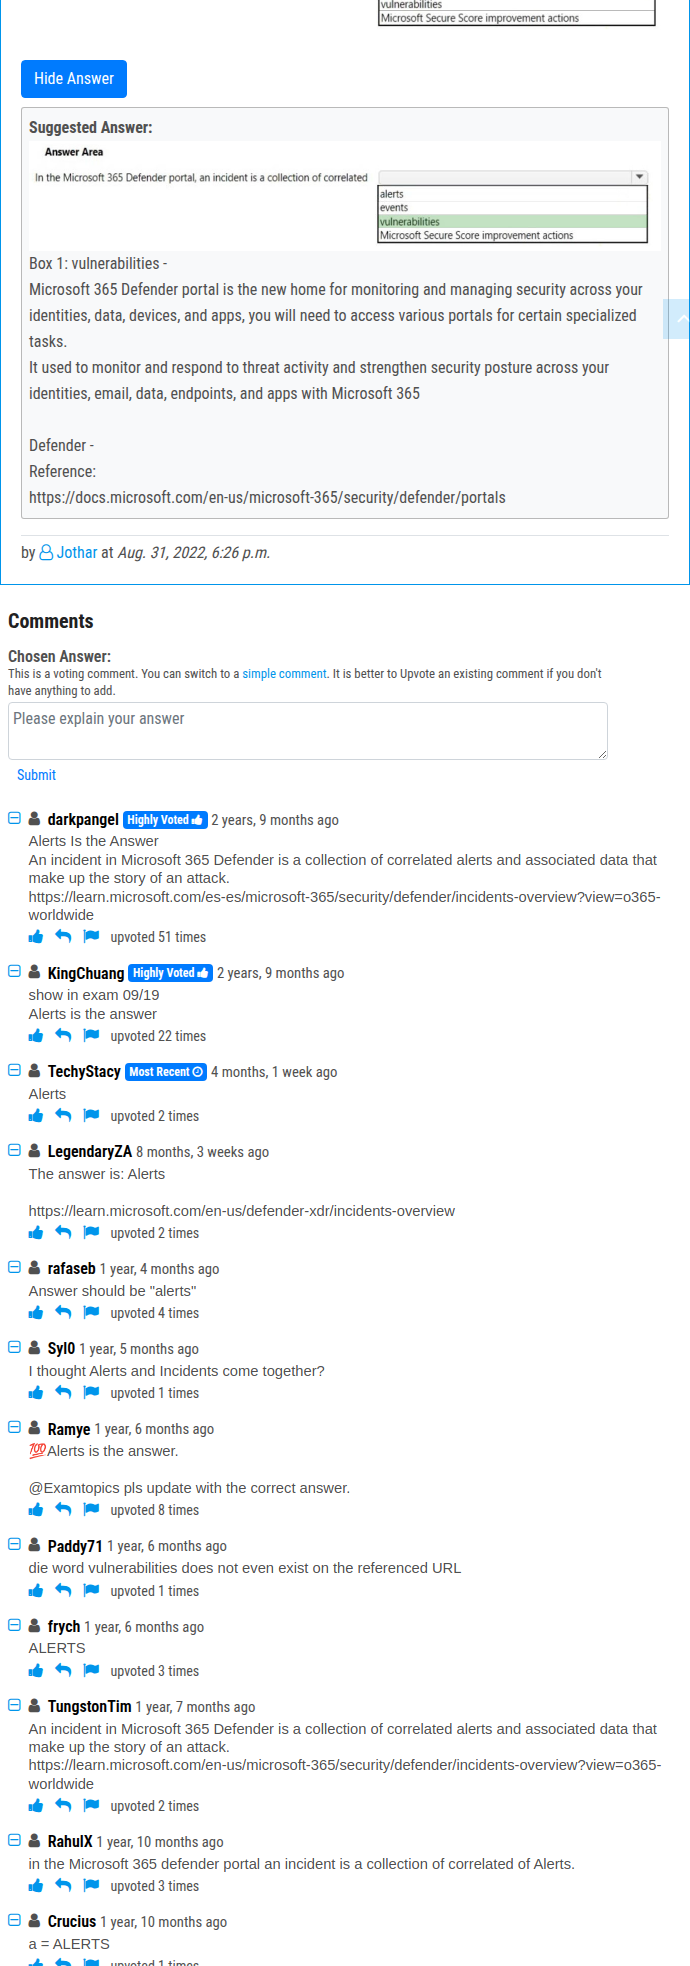 vulnerabilities
Microsoft Secure Score improvement actions
Hide Answer
Suggested Answer:
Answer Area
In the Microsoft 365 Defender portal, an incident is a collection of correlated
alerts
events
vulnerabilities
Microsoft Secure Score improvement actions
Box 1: vulnerabilities -
Microsoft 365 Defender portal is the new home for monitoring and managing security across your
identities, data, devices, and apps, you will need to access various portals for certain specialized
tasks.
It used to monitor and respond to threat activity and strengthen security posture across your
identities, email, data, endpoints, and apps with Microsoft 365
Defender -
Reference:
https://docs.microsoft.com/en-us/microsoft-365/security/defender/portals
by Jothar at Aug. 31, 2022, 6:26 p.m.
Comments
Chosen Answer:
This is a voting comment. You can switch to a simple comment. It is better to Upvote an existing comment if you don't
have anything to add.
Please explain your answer
Submit
darkpangel Highly Voted 2 years, 9 months ago
Alerts Is the Answer
An incident in Microsoft 365 Defender is a collection of correlated alerts and associated data that
make up the story of an attack.
https://learn.microsoft.com/es-es/microsoft-365/security/defender/incidents-overview?view=o365-
worldwide
upvoted 51 times
KingChuang Highly Voted 2 years, 9 months ago
show in exam 09/19
Alerts is the answer
upvoted 22 times
TechyStacy Most Recent 4 months, 1 week ago
Alerts
upvoted 2 times
LegendaryZA 8 months, 3 weeks ago
The answer is: Alerts
https://learn.microsoft.com/en-us/defender-xdr/incidents-overview
upvoted 2 times
rafaseb 1 year, 4 months ago
Answer should be "alerts"
upvoted 4 times
Syl0 1 year, 5 months ago
I thought Alerts and Incidents come together?
upvoted 1 times
Ramye 1 year, 6 months ago
💯Alerts is the answer.
@Examtopics pls update with the correct answer.
upvoted 8 times
Paddy71 1 year, 6 months ago
die word vulnerabilities does not even exist on the referenced URL
upvoted 1 times
frych 1 year, 6 months ago
ALERTS
upvoted 3 times
TungstonTim 1 year, 7 months ago
An incident in Microsoft 365 Defender is a collection of correlated alerts and associated data that
make up the story of an attack.
https://learn.microsoft.com/en-us/microsoft-365/security/defender/incidents-overview?view=o365-
worldwide
upvoted 2 times
RahulX 1 year, 10 months ago
in the Microsoft 365 defender portal an incident is a collection of correlated of Alerts.
upvoted 3 times
Crucius 1 year, 10 months ago
a = ALERTS
upvoted 1 times